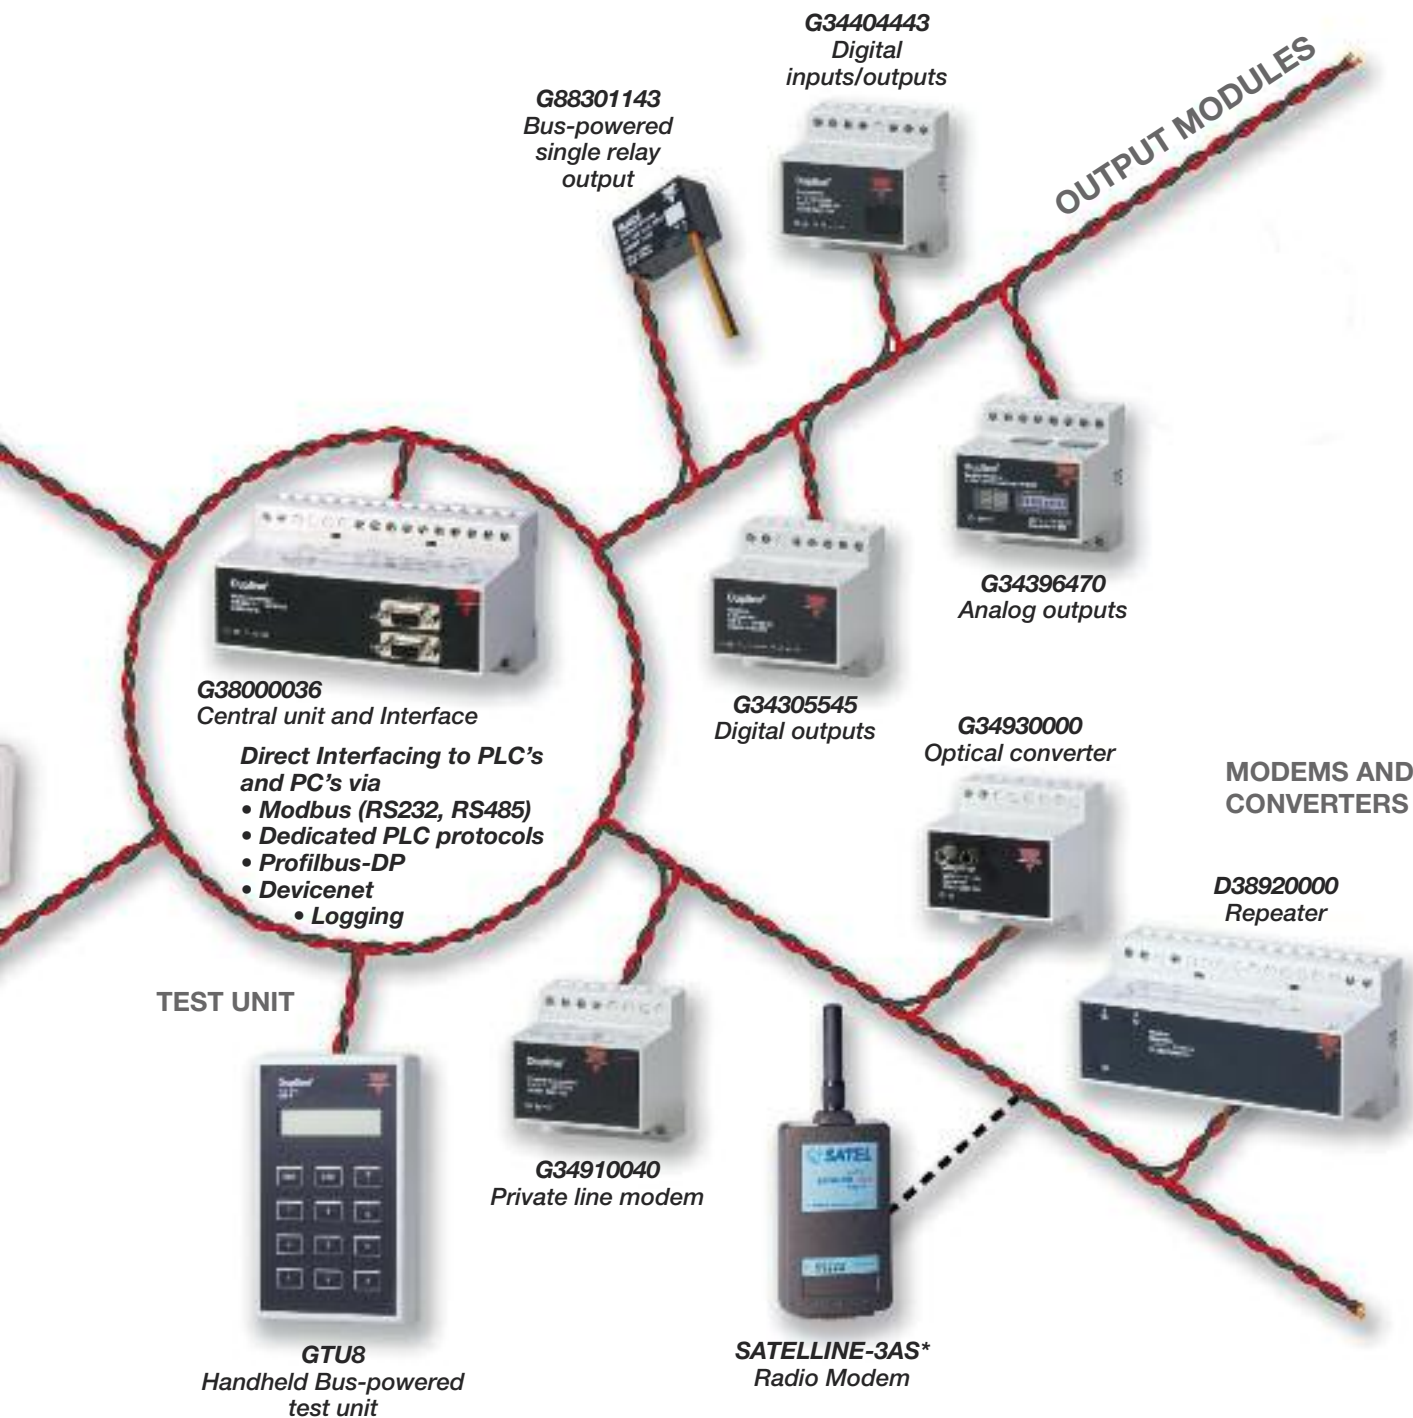 G34404443
Digital
inputs/outputs
OUTPUT MODULES
G88301143
Bus-powered
single relay
output
G34396470
Analog outputs
G34305545
Digital outputs
G38000036
Central unit and Interface
Direct Interfacing to PLC's
and PC's via
• Modbus (RS232, RS485)
• Dedicated PLC protocols
• Profilbus-DP
• Devicenet
• Logging
G34930000
Optical converter
MODEMS AND
CONVERTERS
D38920000
Repeater
TEST UNIT
G34910040
Private line modem
SATEL
GTU8
Handheld Bus-powered
test unit
SATELLINE-3AS*
Radio Modem